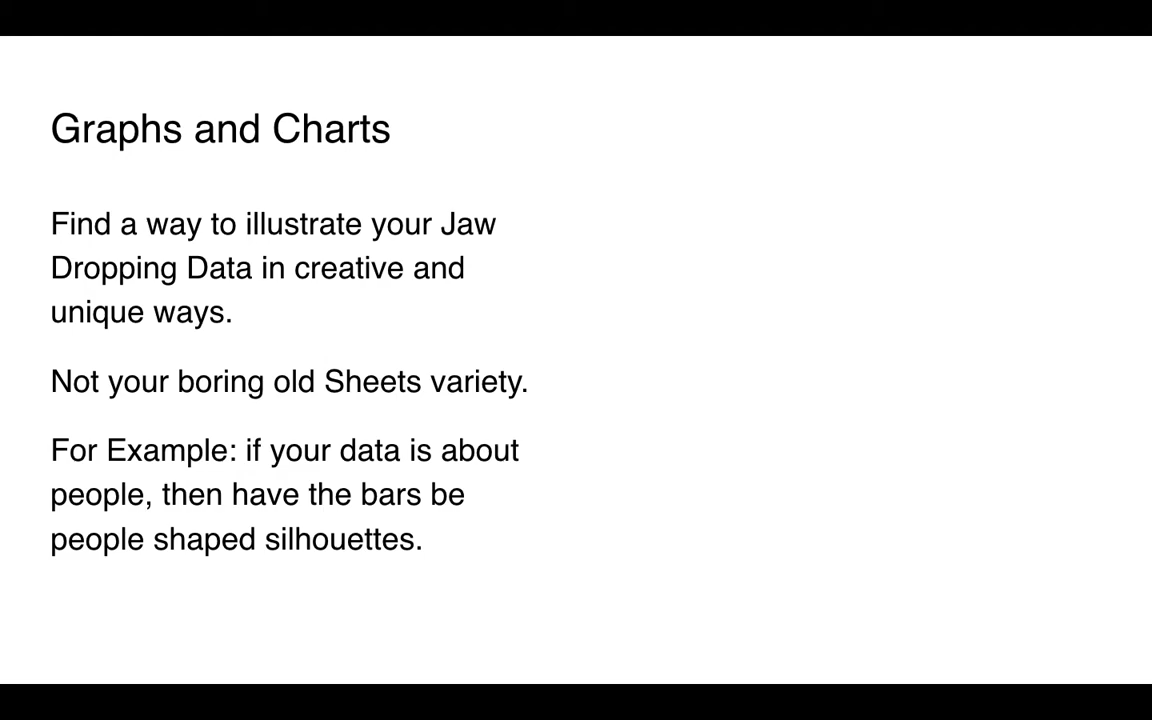 Graphs and Charts
Find a way to illustrate your Jaw
Dropping Data in creative and
unique ways.
Not your boring old Sheets variety.
For Example: if your data is about
people, then have the bars be
people shaped silhouettes.